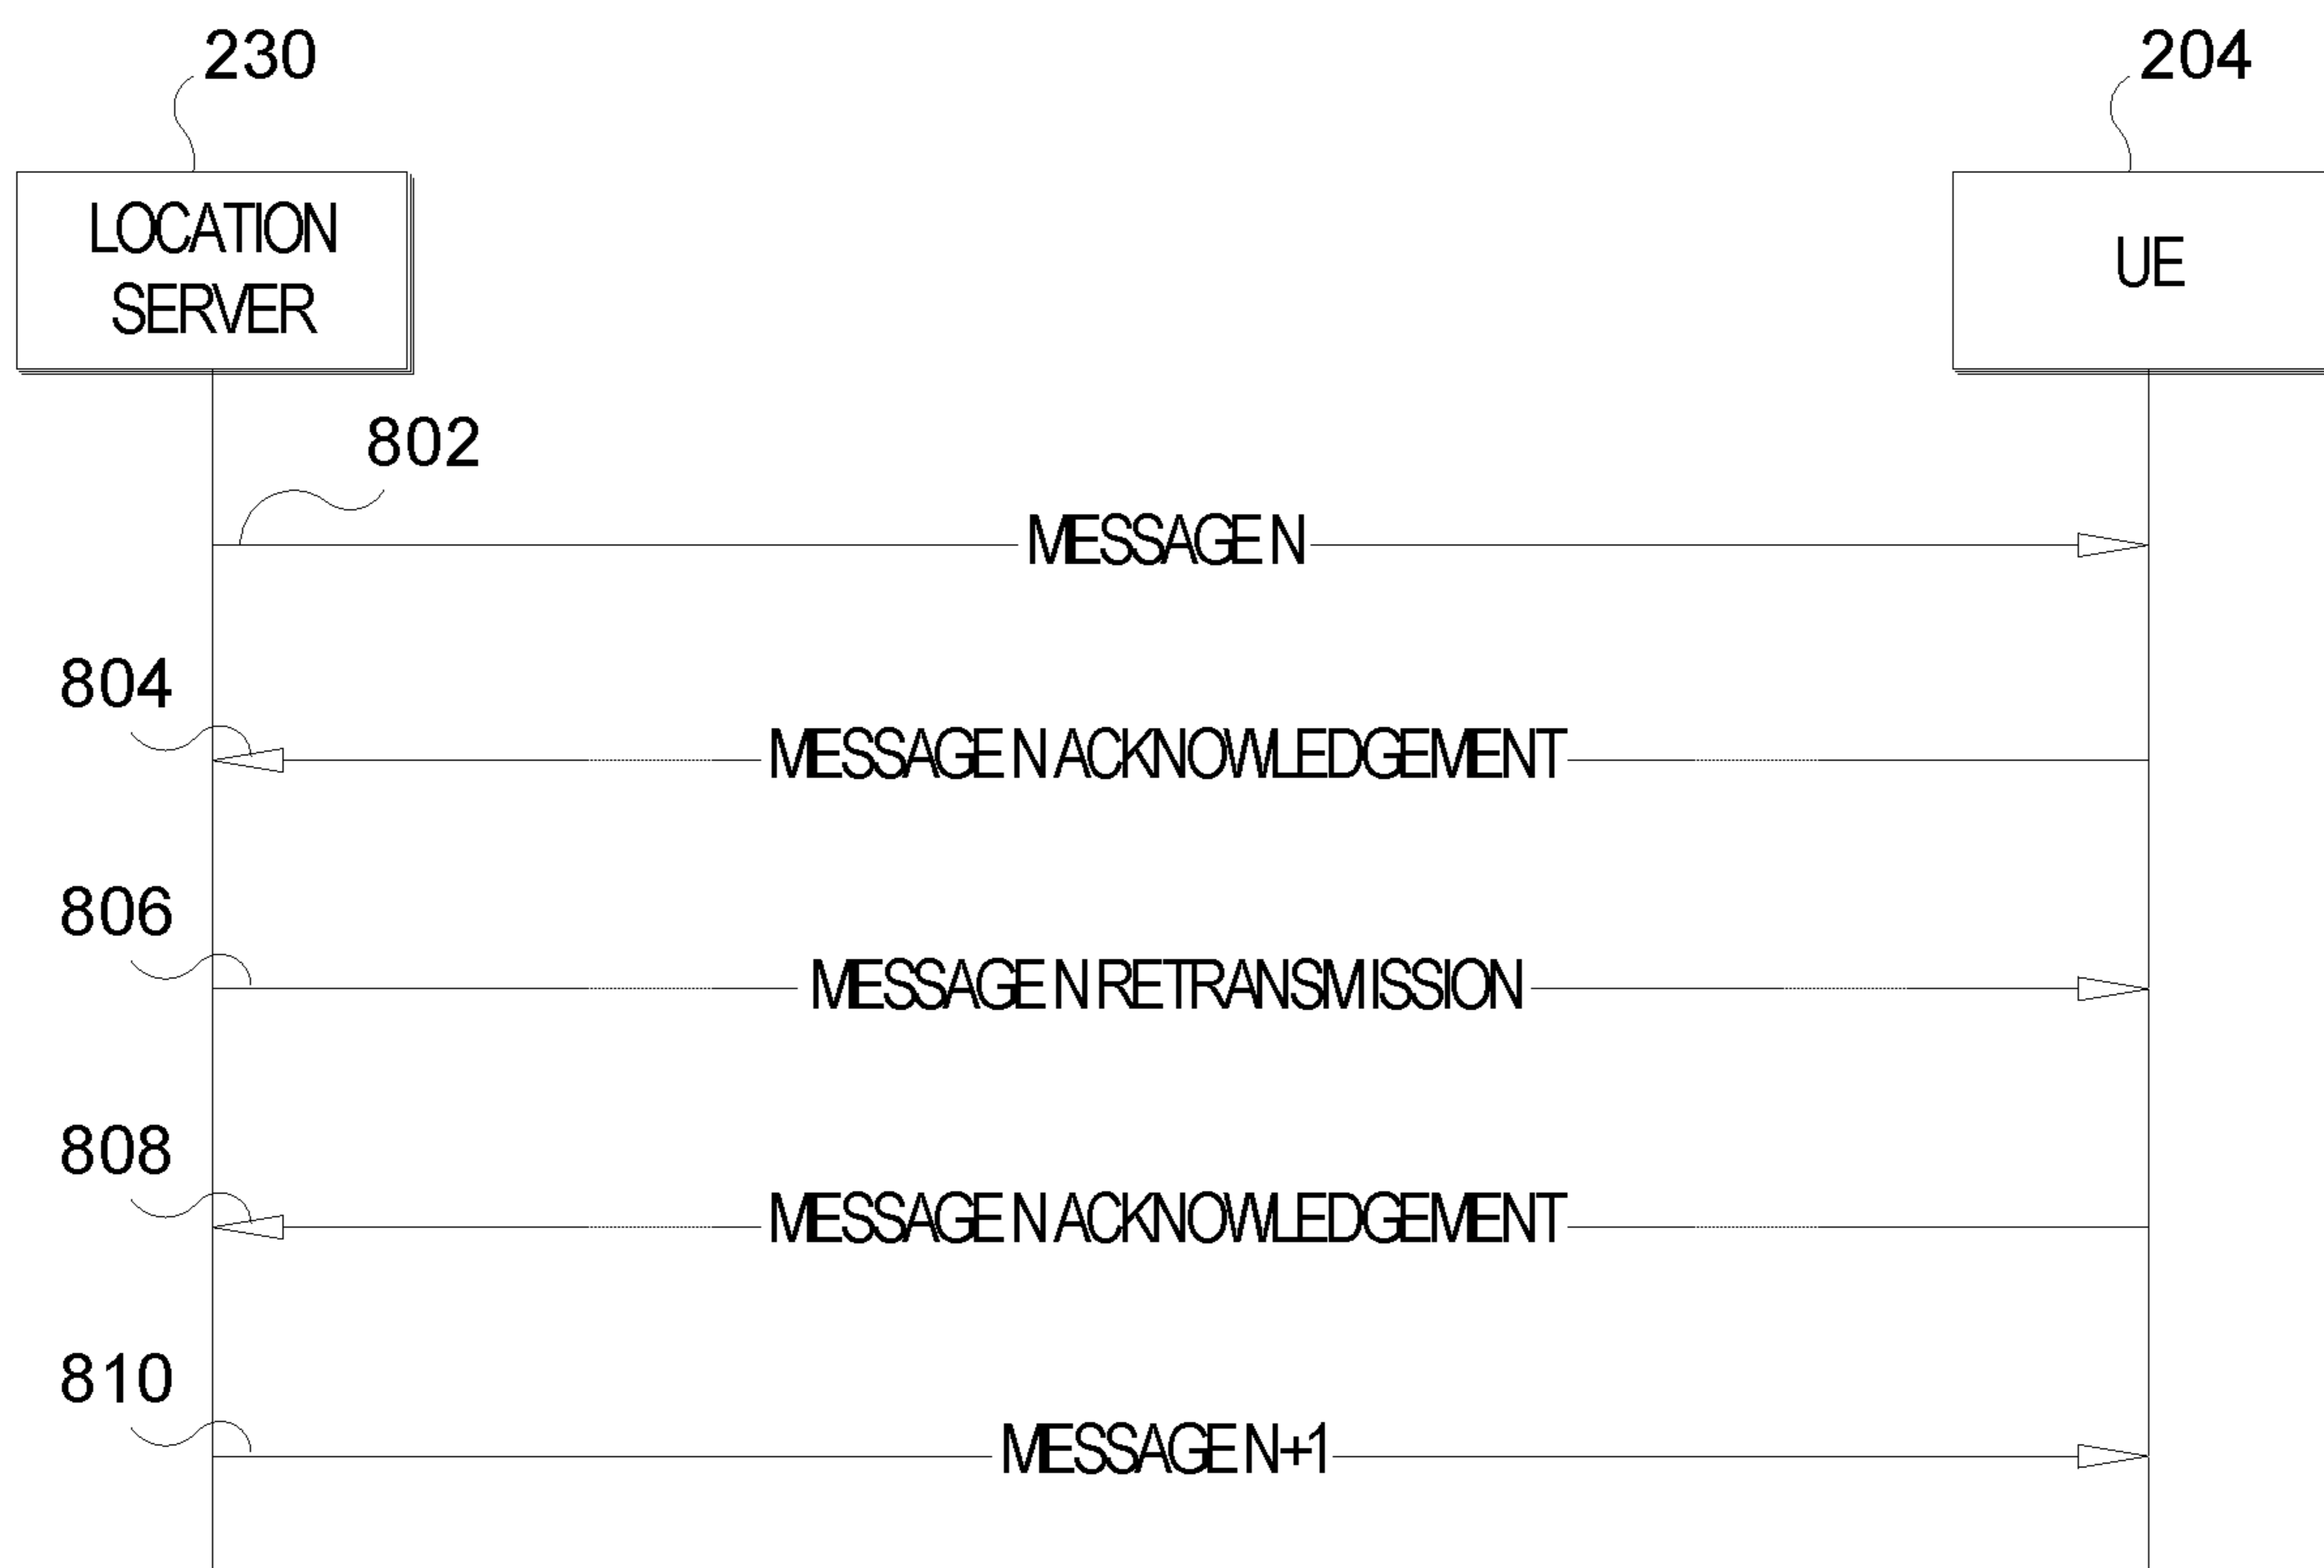 230
204
LOCATION
SERVER
UE
802
MESSAGE N
804
MESSAGE N ACKNOWLEDGEMENT
806
MESSAGE N RETRANSMISSION
808
MESSAGE N ACKNOWLEDGEMENT
810
MESSAGE N+1